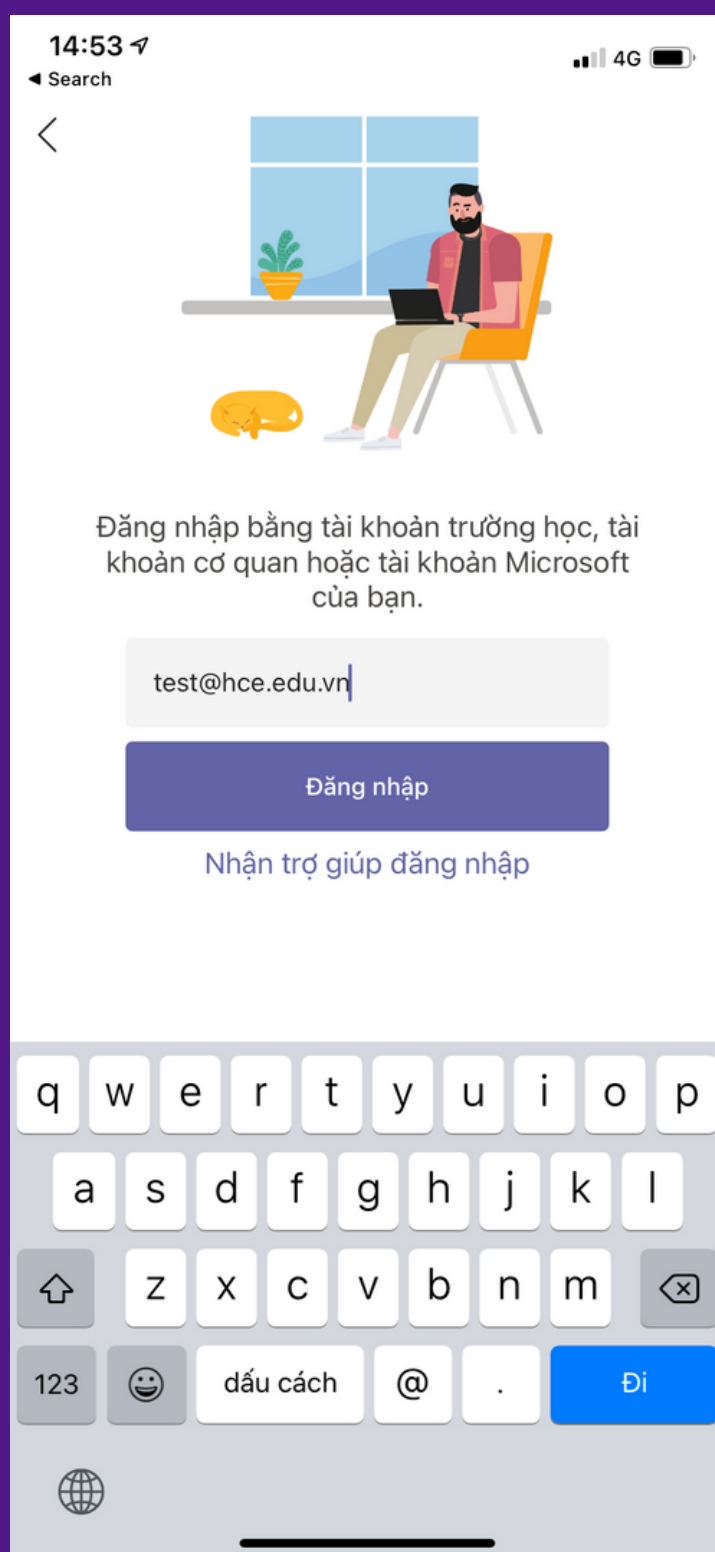 14:53
4G
◀ Search
Đăng nhập bằng tài khoản trường học, tài
khoản cơ quan hoặc tài khoản Microsoft
của bạn.
test@hce.edu.vn
Đăng nhập
Nhận trợ giúp đăng nhập
q w e r t y u i o p
a s d f g h j k l
z x c v b n m
123 dấu cách @ . Đi